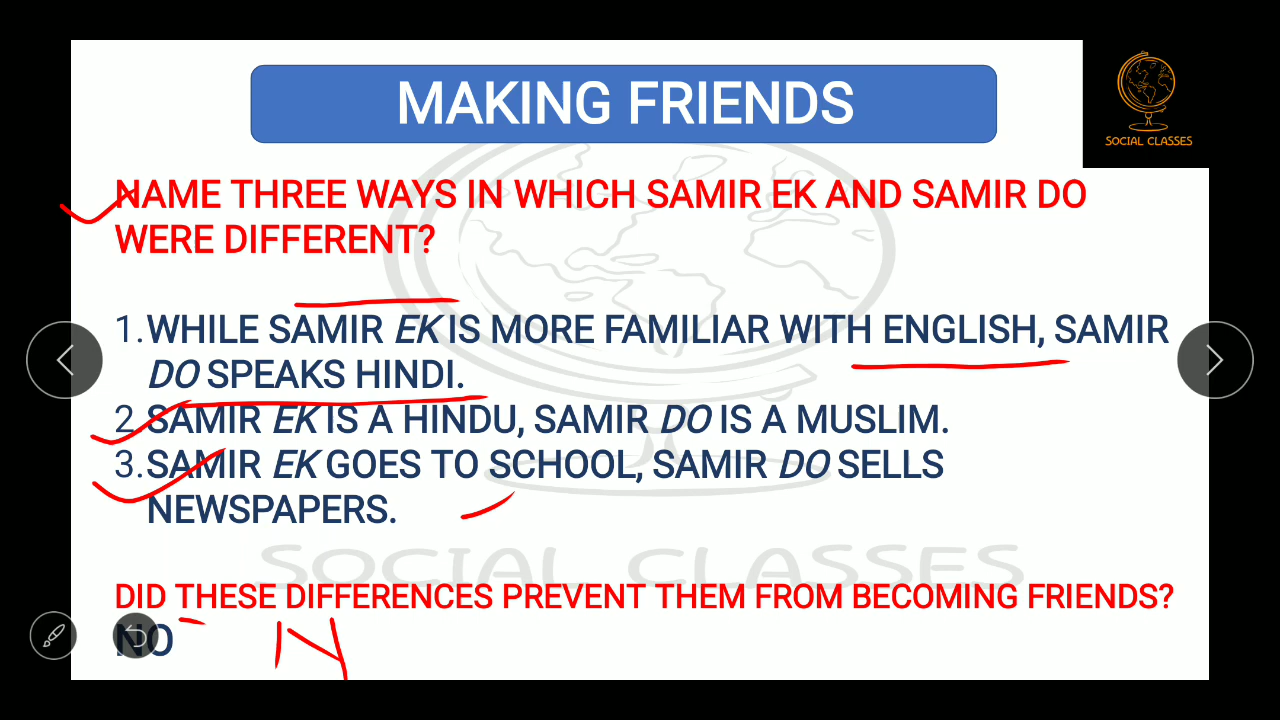 MAKING FRIENDS
SOCIAL CLASSES
NAME THREE WAYS IN WHICH SAMIR EK AND SAMIR DO
WERE DIFFERENT?
1. WHILE SAMIR EK IS MORE FAMILIAR WITH ENGLISH, SAMIR
DO SPEAKS HINDI.
2. SAMIR EK IS A HINDU, SAMIR DO IS A MUSLIM.
3. SAMIR EK GOES TO SCHOOL, SAMIR DO SELLS
NEWSPAPERS.
SOCIAL CLASSES
DID THESE DIFFERENCES PREVENT THEM FROM BECOMING FRIENDS?
NO N